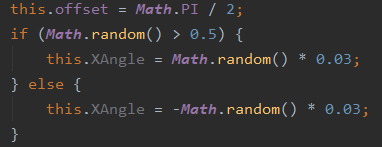 this.offset = Math.PI / 2;
if (Math.random() > 0.5) {
    this.XAngle = Math.random() * 0.03;
} else {
    this.XAngle = -Math.random() * 0.03;
}